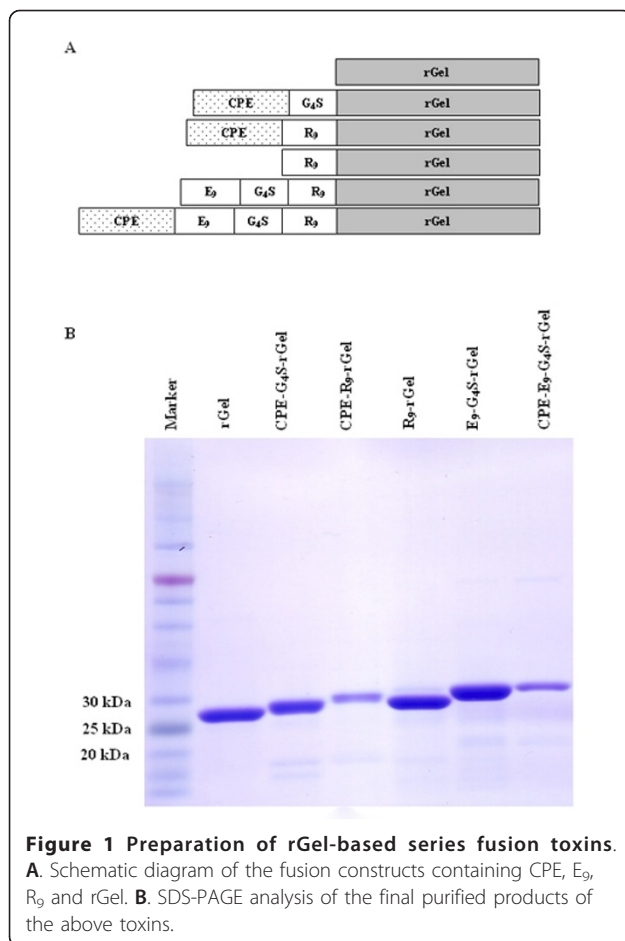 A
rGel
CPE G₄S rGel
CPE R₉ rGel
R₉ rGel
E₉ G₄S R₉ rGel
CPE E₉ G₄S R₉ rGel
B
Marker
rGel
CPE-G4S-rGel
CPE-R₉-rGel
R₉-rGel
E₉-G4S-rGel
CPE-E₉-G4S-rGel
30 kDa
25 kDa
20 kDa
Figure 1 Preparation of rGel-based series fusion toxins.
A. Schematic diagram of the fusion constructs containing CPE, E₉,
R₉ and rGel. B. SDS-PAGE analysis of the final purified products of
the above toxins.